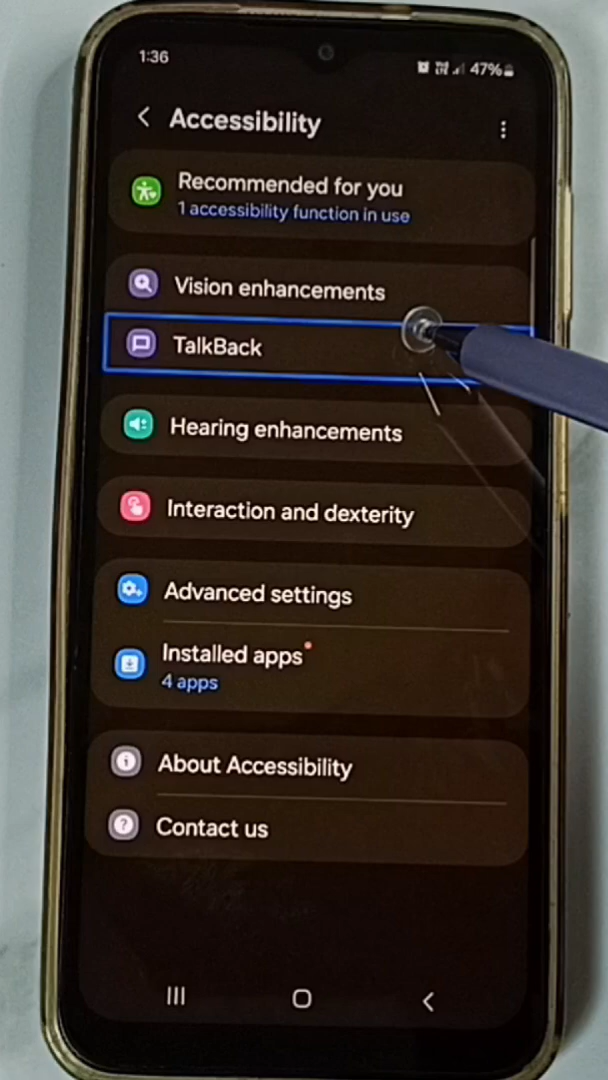 1:36
47%
Accessibility
Recommended for you
1 accessibility function in use
Vision enhancements
TalkBack
Hearing enhancements
Interaction and dexterity
Advanced settings
Installed apps
4 apps
About Accessibility
Contact us